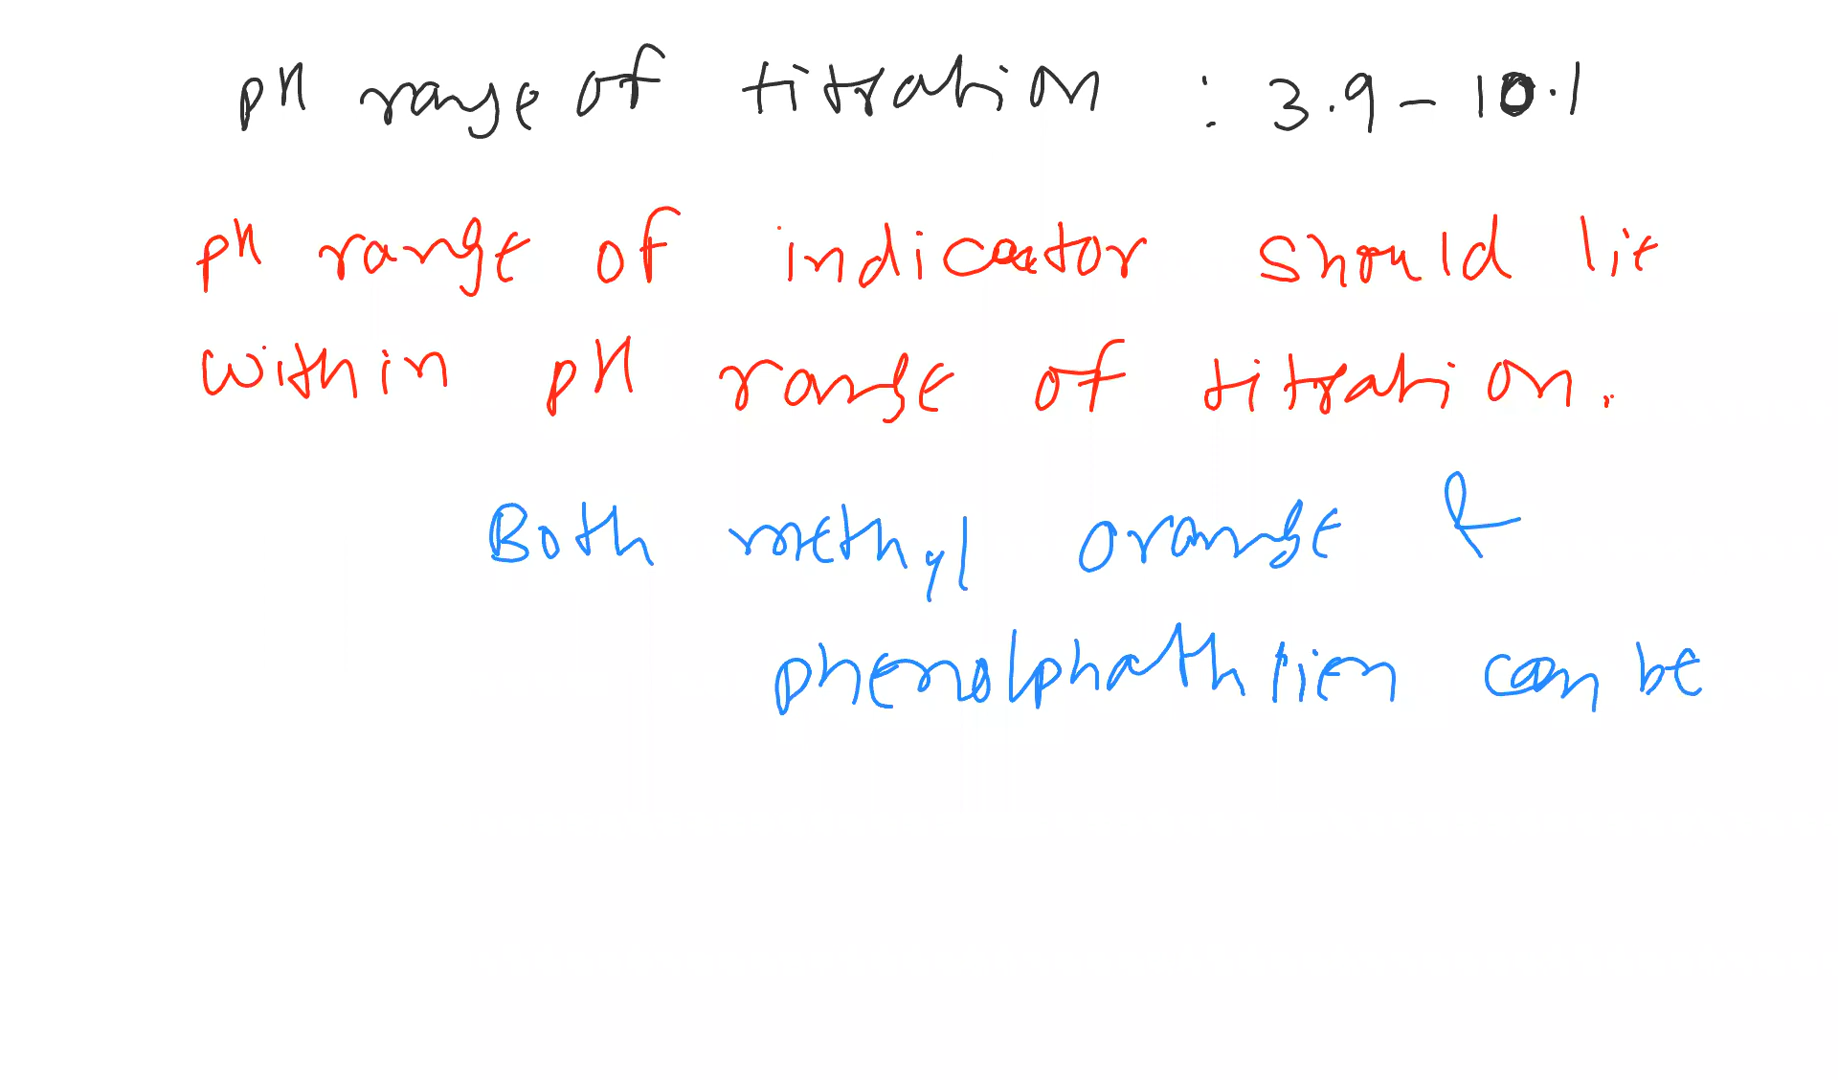 pH range of titration : 3.9 - 10.1
pH range of indicator should lie
within pH range of titration.
Both methyl orange &
phenolphathlien can be